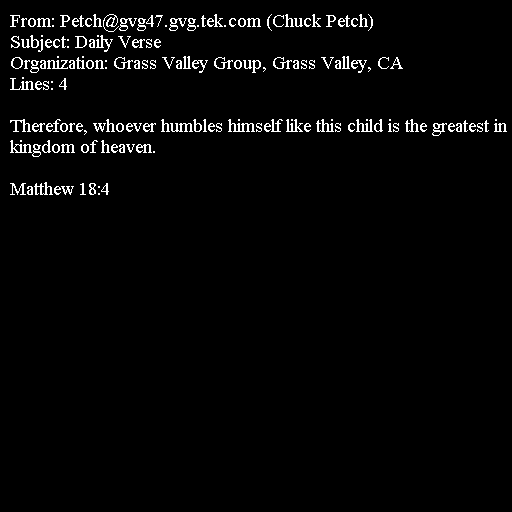 From: Petch@gvg47.gvg.tek.com (Chuck Petch)
Subject: Daily Verse
Organization: Grass Valley Group, Grass Valley, CA
Lines: 4

Therefore, whoever humbles himself like this child is the greatest in
kingdom of heaven.

Matthew 18:4